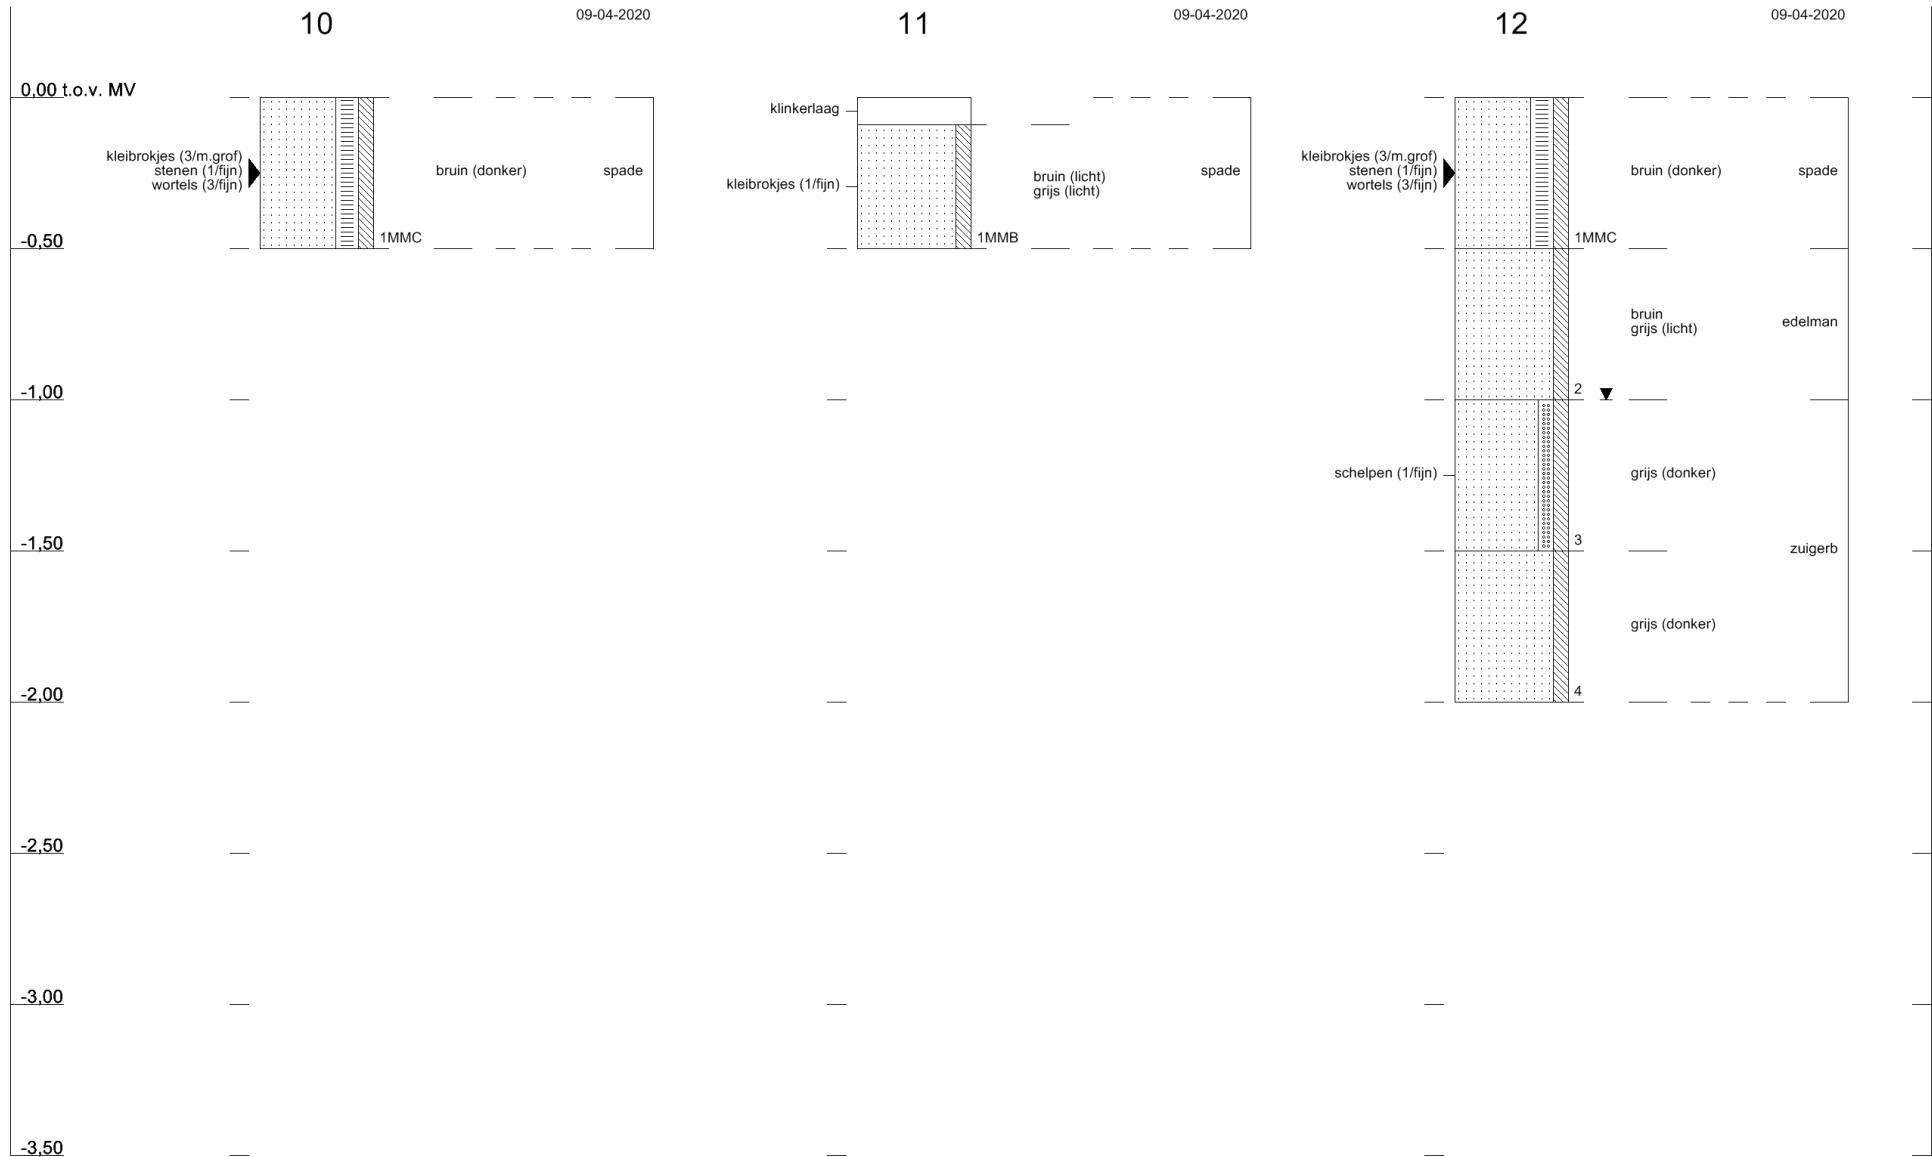 10
09-04-2020
11
09-04-2020
12
09-04-2020
0,00 t.o.v. MV
-0,50
-1,00
-1,50
-2,00
-2,50
-3,00
-3,50
kleibrokjes (3/m.grof)
stenen (1/fijn)
wortels (3/fijn)
bruin (donker)
spade
1MMC
klinkerlaag
kleibrokjes (1/fijn)
bruin (licht)
grijs (licht)
spade
1MMB
kleibrokjes (3/m.grof)
stenen (1/fijn)
wortels (3/fijn)
bruin (donker)
spade
1MMC
bruin
grijs (licht)
edelman
2
schelpen (1/fijn)
grijs (donker)
3
zuigerb
grijs (donker)
4